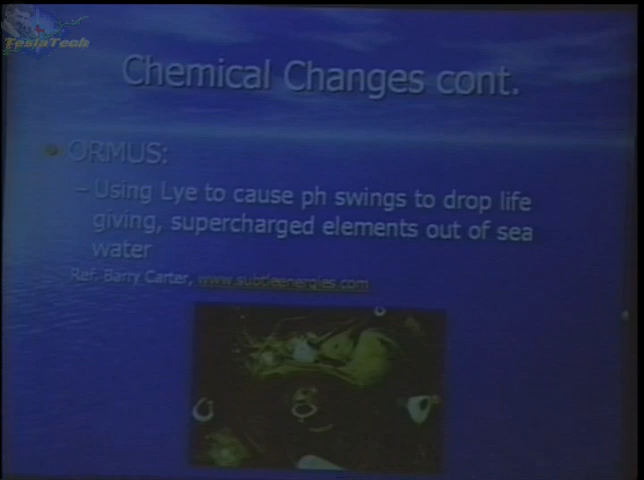 TeslaTech
Chemical Changes cont.
ORMUS:
– Using Lye to cause ph swings to drop life
giving, supercharged elements out of sea
water
Ref. Barry Carter, www.subtleenergies.com